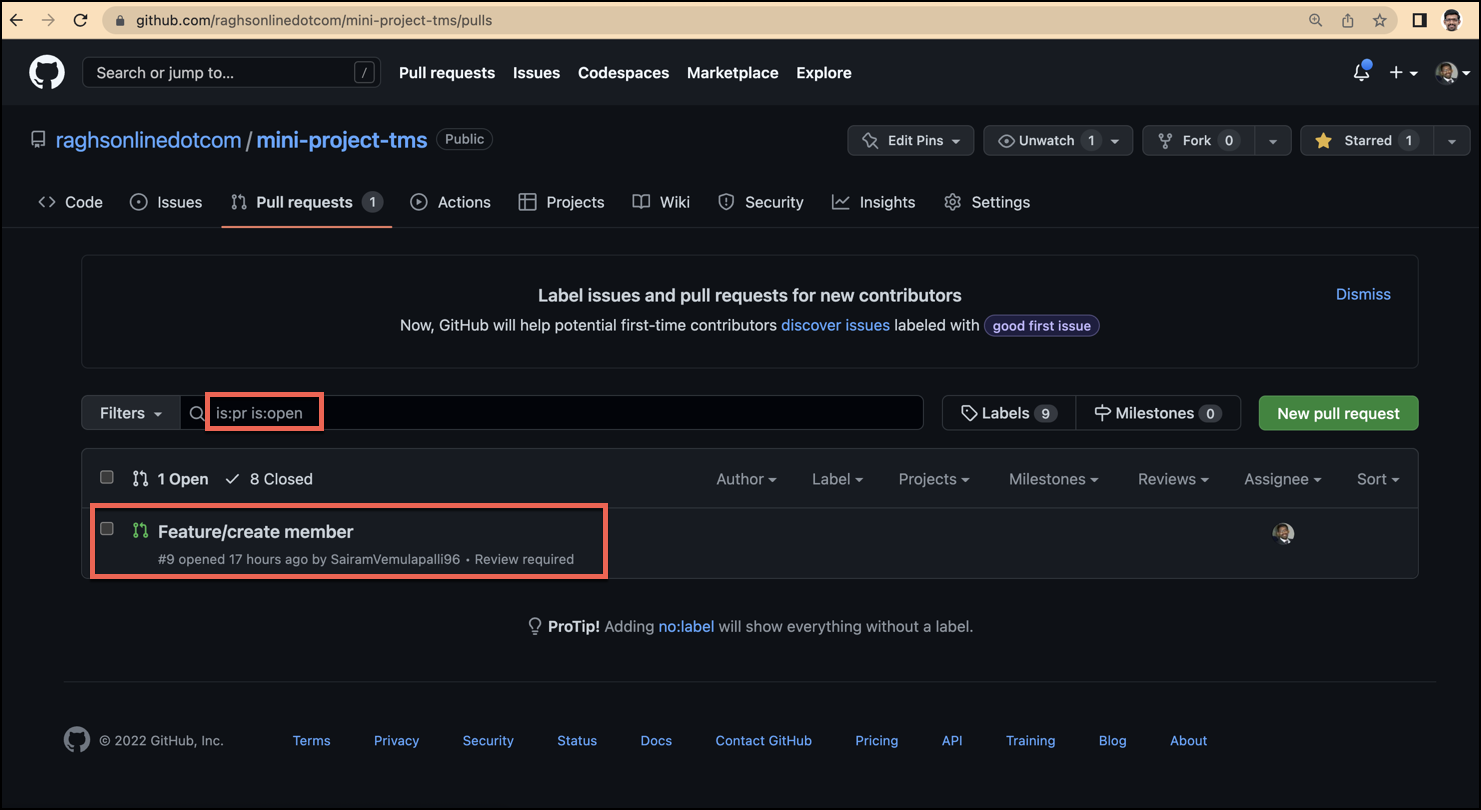 github.com/raghsonlinedotcom/mini-project-tms/pulls
Search or jump to... / Pull requests Issues Codespaces Marketplace Explore
raghsonlinedotcom / mini-project-tms Public Edit Pins Unwatch 1 Fork 0 Starred 1
Code Issues Pull requests 1 Actions Projects Wiki Security Insights Settings
Label issues and pull requests for new contributors Dismiss
Now, GitHub will help potential first-time contributors discover issues labeled with good first issue
Filters is:pr is:open Labels 9 Milestones 0 New pull request
1 Open 8 Closed Author Label Projects Milestones Reviews Assignee Sort
Feature/create member
#9 opened 17 hours ago by SairamVemulapalli96 • Review required
ProTip! Adding no:label will show everything without a label.
© 2022 GitHub, Inc. Terms Privacy Security Status Docs Contact GitHub Pricing API Training Blog About